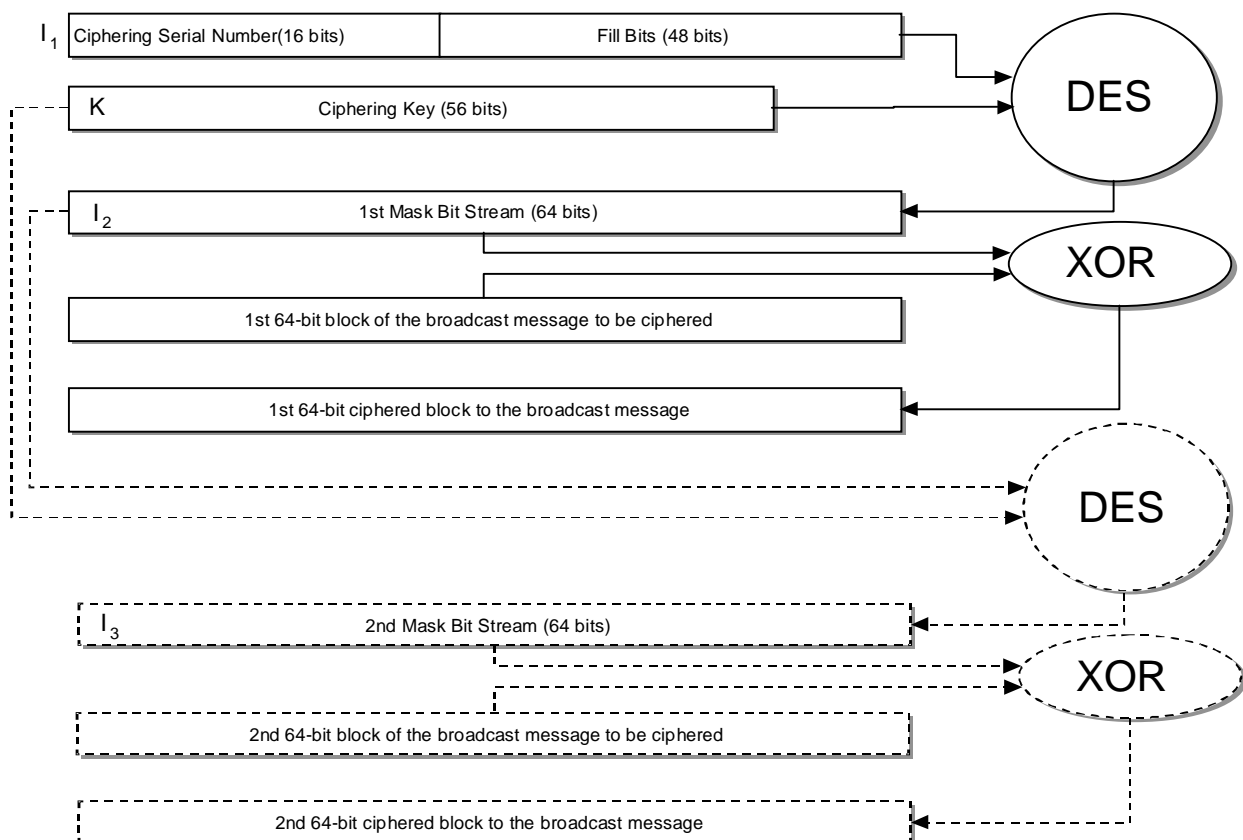 I1 Ciphering Serial Number(16 bits) Fill Bits (48 bits)
DES
K Ciphering Key (56 bits)
I2 1st Mask Bit Stream (64 bits)
XOR
1st 64-bit block of the broadcast message to be ciphered
1st 64-bit ciphered block to the broadcast message
DES
I3 2nd Mask Bit Stream (64 bits)
XOR
2nd 64-bit block of the broadcast message to be ciphered
2nd 64-bit ciphered block to the broadcast message